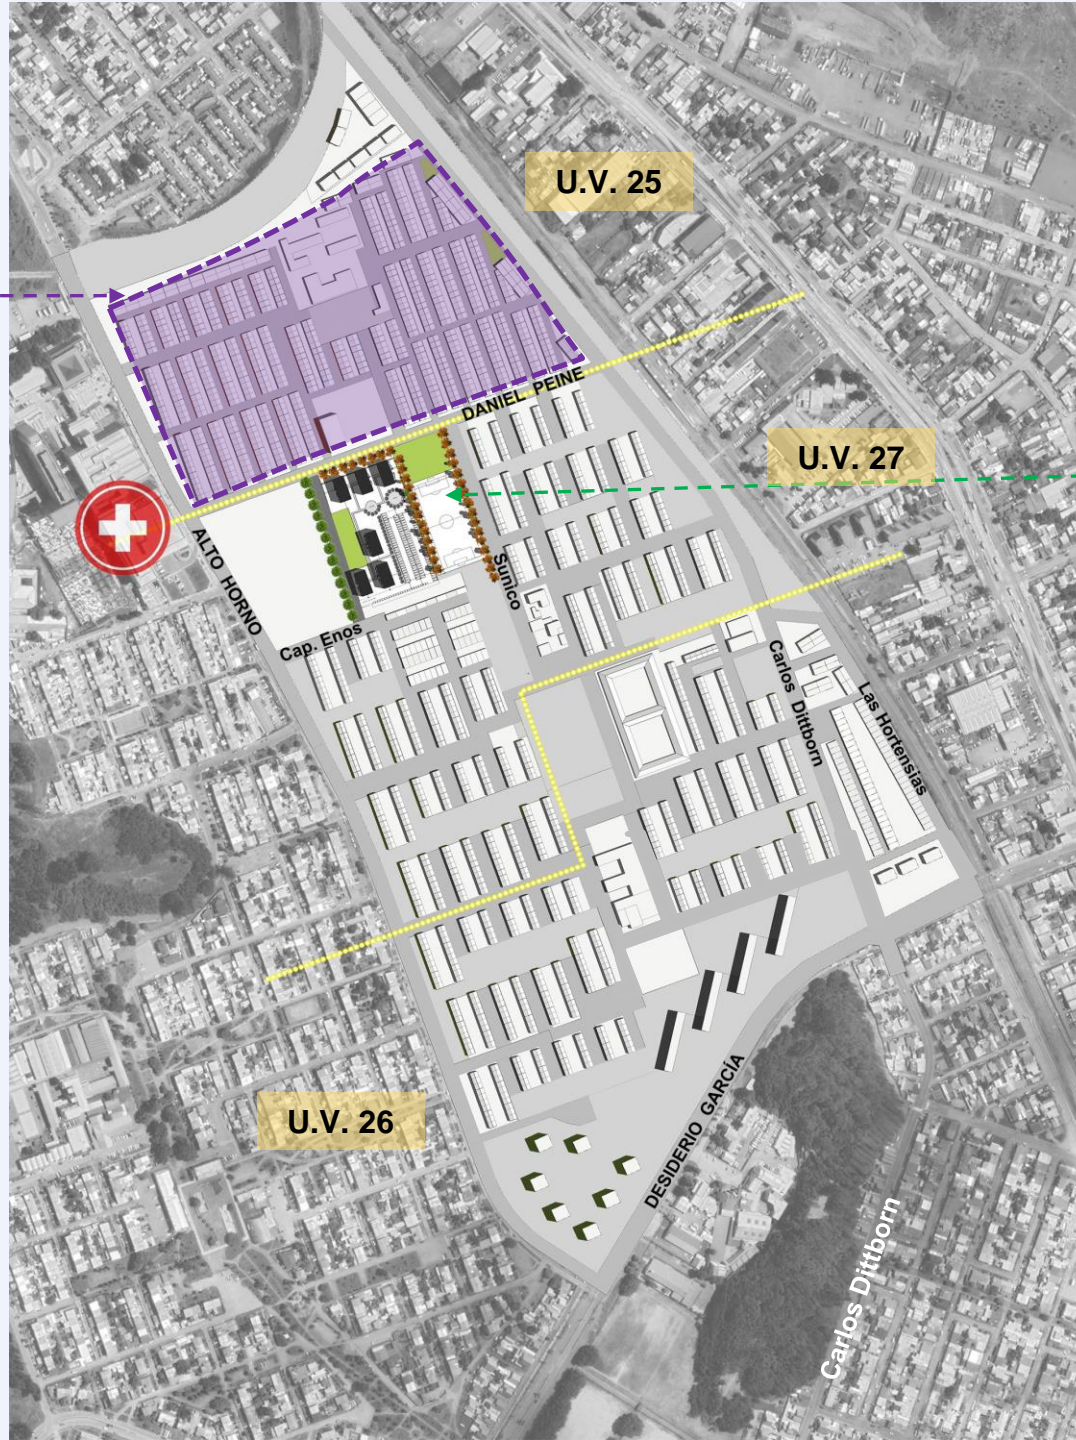 U.V. 25
DANIEL PEINE
U.V. 27
ALTO HORNO
Sunico
Cap. Enos
Carlos Dittborn
Las Hortensias
U.V. 26
DESIDERIO GARCÍA
Carlos Dittborn